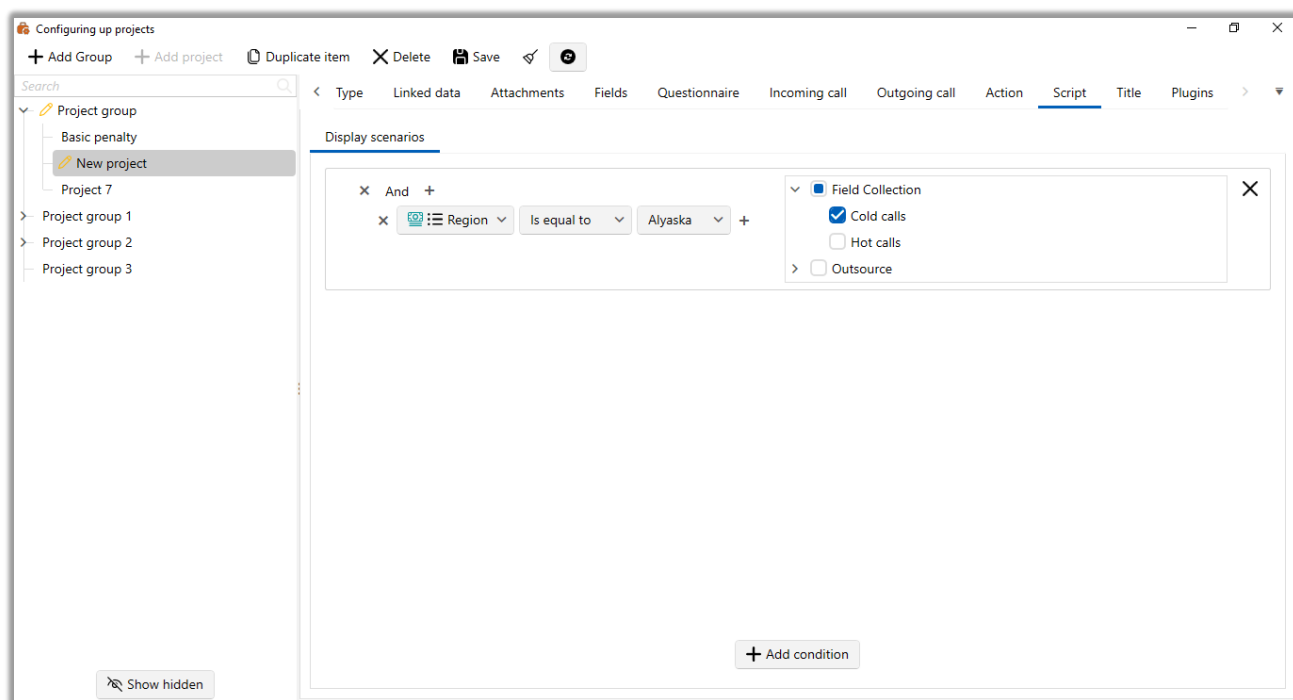 Configuring up projects
Add Group Add project Duplicate item Delete Save
Search
Project group
Basic penalty
New project
Project 7
Project group 1
Project group 2
Project group 3
Show hidden
Type Linked data Attachments Fields Questionnaire Incoming call Outgoing call Action Script Title Plugins
Display scenarios
And
Region Is equal to Alyaska
Field Collection
Cold calls
Hot calls
Outsource
Add condition